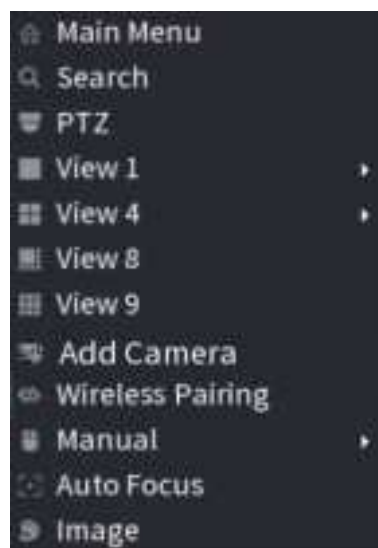 Main Menu
Search
PTZ
View 1
View 4
View 8
View 9
Add Camera
Wireless Pairing
Manual
Auto Focus
Image